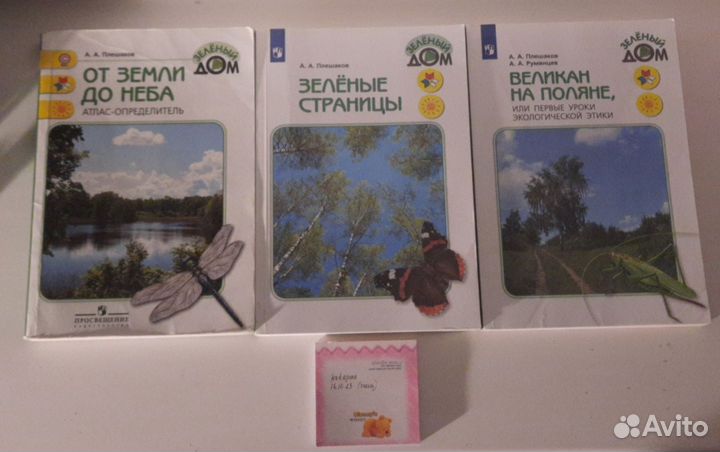 А. А. Плешаков
ЗЕЛЁНЫЙ
ДОМ
ОТ ЗЕМЛИ
ДО НЕБА
АТЛАС-ОПРЕДЕЛИТЕЛЬ
ПРОСВЕЩЕНИЕ
ИЗДАТЕЛЬСТВО
А. А. Плешаков
ЗЕЛЁНЫЙ
ДОМ
ЗЕЛЁНЫЕ
СТРАНИЦЫ
А. А. Плешаков
А. А. Румянцев
ЗЕЛЁНЫЙ
ДОМ
ВЕЛИКАН
НА ПОЛЯНЕ,
ИЛИ ПЕРВЫЕ УРОКИ
ЭКОЛОГИЧЕСКОЙ ЭТИКИ
Avito